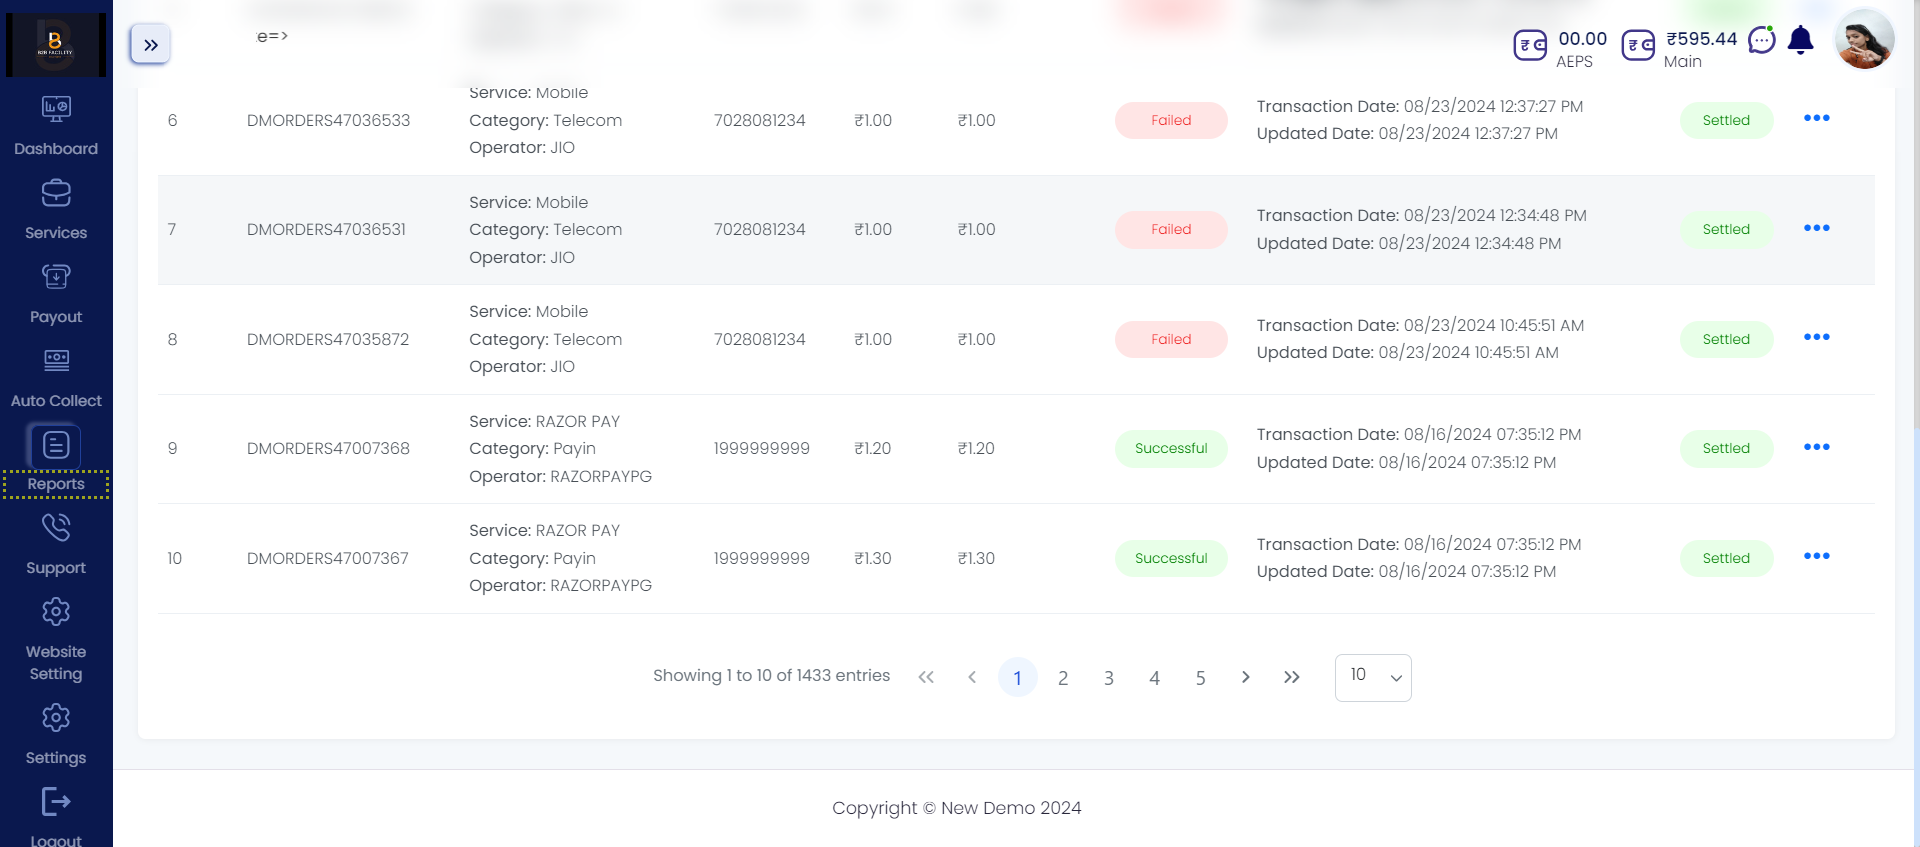 B2B FACILITY
e=>
00.00
AEPS
₹595.44
Main
Dashboard
Services
Payout
Auto Collect
Reports
Support
Website
Setting
Settings
Logout
6
DMORDERS47036533
Service: Mobile
Category: Telecom
Operator: JIO
7028081234
₹1.00
₹1.00
Failed
Transaction Date: 08/23/2024 12:37:27 PM
Updated Date: 08/23/2024 12:37:27 PM
Settled
7
DMORDERS47036531
Service: Mobile
Category: Telecom
Operator: JIO
7028081234
₹1.00
₹1.00
Failed
Transaction Date: 08/23/2024 12:34:48 PM
Updated Date: 08/23/2024 12:34:48 PM
Settled
8
DMORDERS47035872
Service: Mobile
Category: Telecom
Operator: JIO
7028081234
₹1.00
₹1.00
Failed
Transaction Date: 08/23/2024 10:45:51 AM
Updated Date: 08/23/2024 10:45:51 AM
Settled
9
DMORDERS47007368
Service: RAZOR PAY
Category: Payin
Operator: RAZORPAYPG
1999999999
₹1.20
₹1.20
Successful
Transaction Date: 08/16/2024 07:35:12 PM
Updated Date: 08/16/2024 07:35:12 PM
Settled
10
DMORDERS47007367
Service: RAZOR PAY
Category: Payin
Operator: RAZORPAYPG
1999999999
₹1.30
₹1.30
Successful
Transaction Date: 08/16/2024 07:35:12 PM
Updated Date: 08/16/2024 07:35:12 PM
Settled
Showing 1 to 10 of 1433 entries
1 2 3 4 5
10
Copyright © New Demo 2024